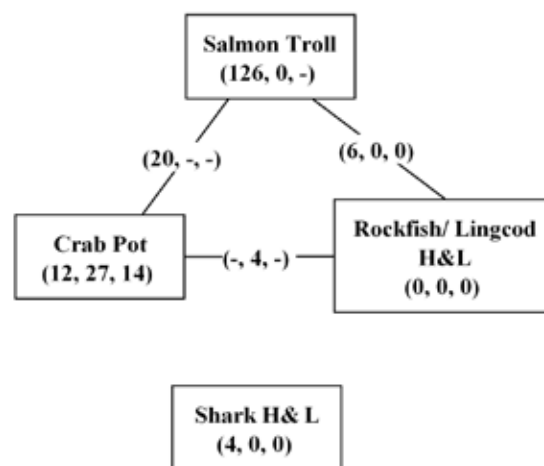 Salmon Troll
(126, 0, -)
(20, -, -)
(6, 0, 0)
Crab Pot
(12, 27, 14)
(-, 4, -)
Rockfish/ Lingcod
H&L
(0, 0, 0)
Shark H& L
(4, 0, 0)